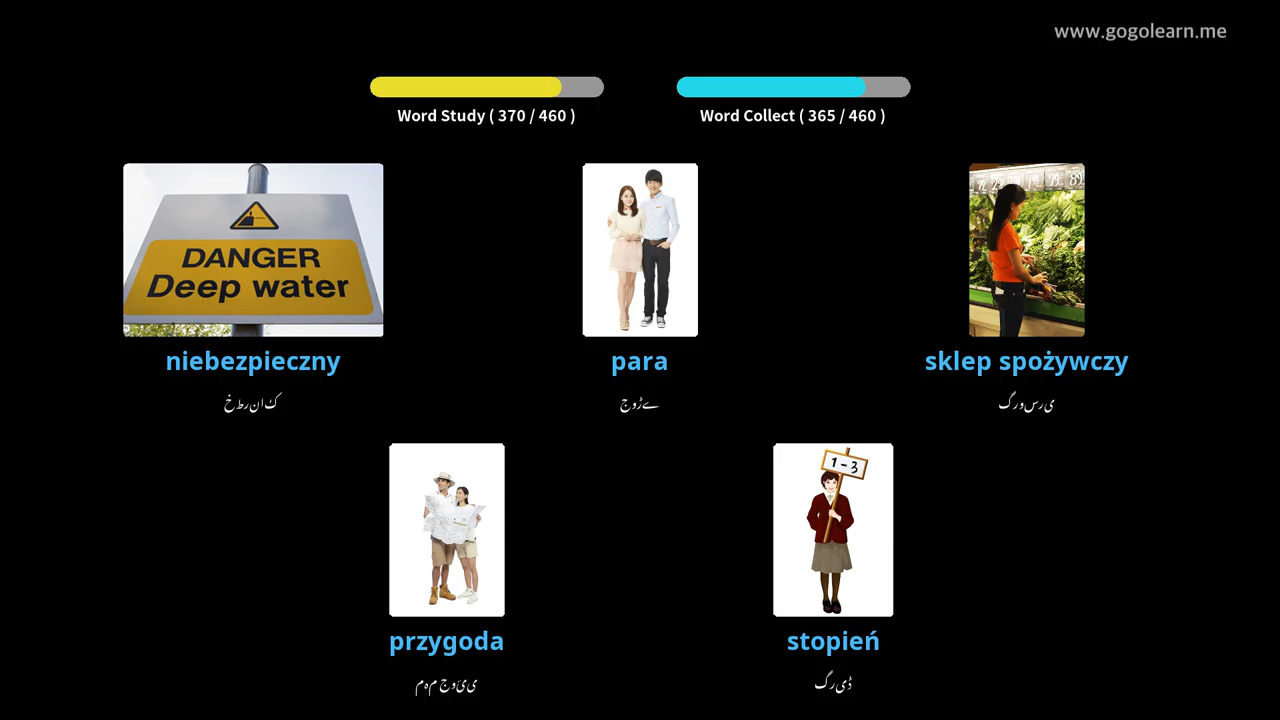 www.gogolearn.me
Word Study ( 370 / 460 )
Word Collect ( 365 / 460 )
DANGER
Deep water
niebezpieczny
خطرناک
para
جوڑے
sklep spożywczy
گروسری
przygoda
مہم جوئی
1 - 3
stopień
گریڈ